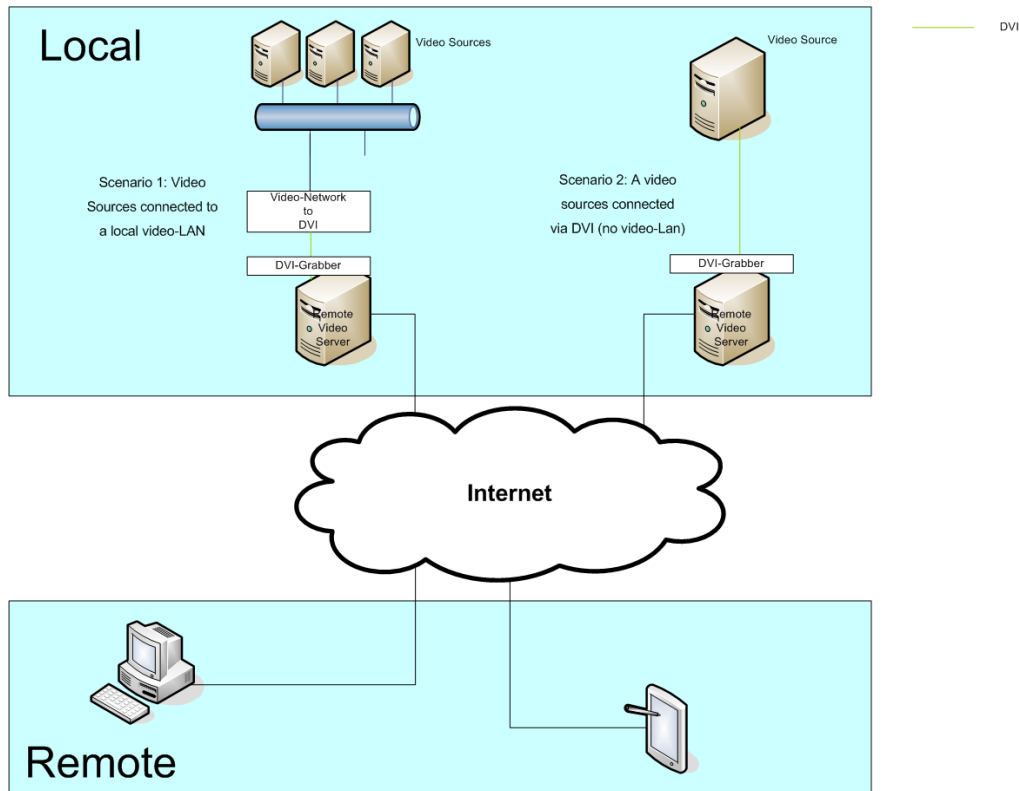 Local
Video Sources
Video Source
DVI
Scenario 1: Video
Sources connected to
a local video-LAN
Video-Network
to
DVI
DVI-Grabber
Remote
Video
Server
Scenario 2: A video
sources connected
via DVI (no video-Lan)
DVI-Grabber
Remote
Video
Server
Internet
Remote